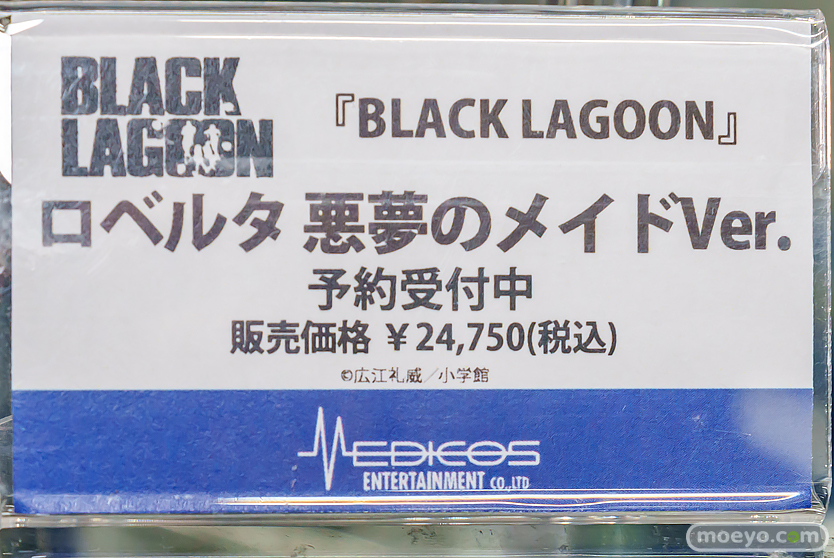 BLACK
LAGOON
『BLACK LAGOON』
ロベルタ 悪夢のメイドVer.
予約受付中
販売価格 ￥24,750(税込)
©広江礼威／小学館
MEDICOS
ENTERTAINMENT CO.,LTD
moeyo.com